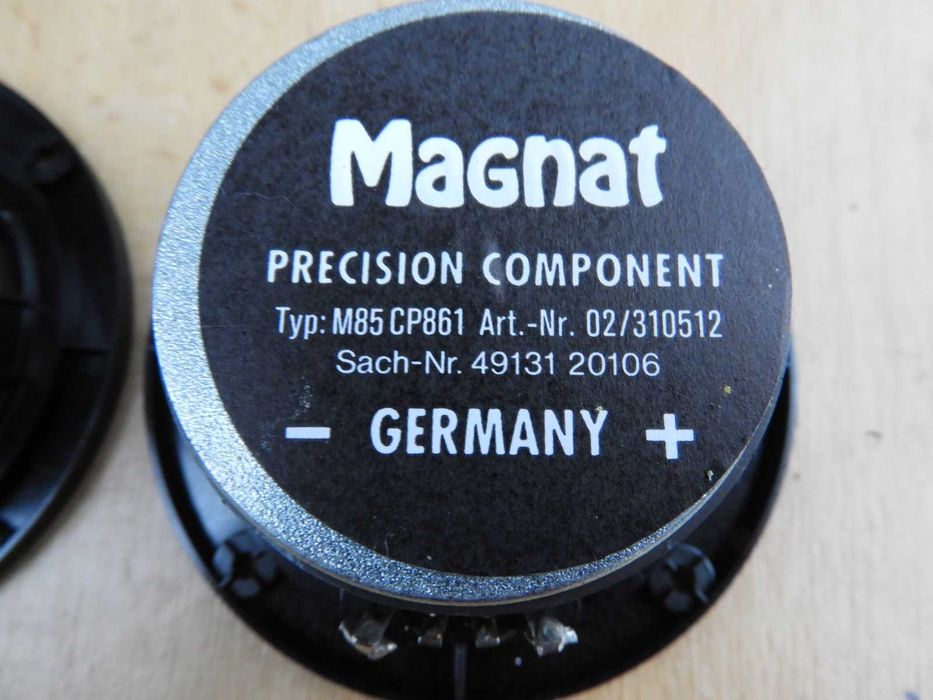 Magnat
PRECISION COMPONENT
Typ: M85 CP861 Art.-Nr. 02/310512
Sach-Nr. 49131 20106
− GERMANY +